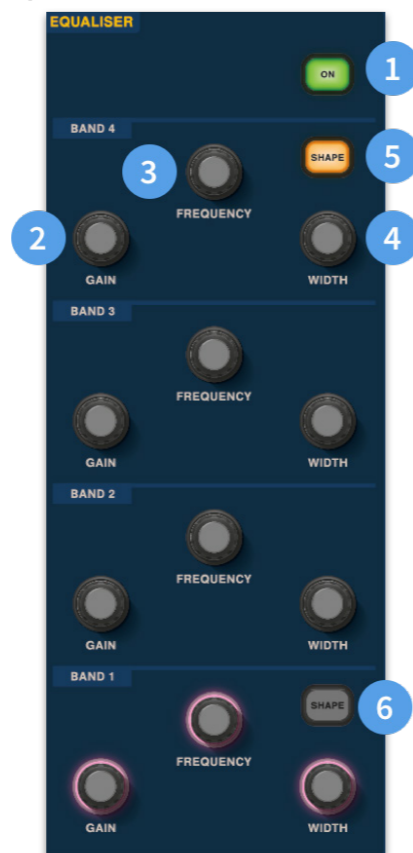 EQUALISER
ON
1
BAND 4
SHAPE
5
3
FREQUENCY
2
4
GAIN
WIDTH
BAND 3
FREQUENCY
GAIN
WIDTH
BAND 2
FREQUENCY
GAIN
WIDTH
BAND 1
SHAPE
6
FREQUENCY
GAIN
WIDTH